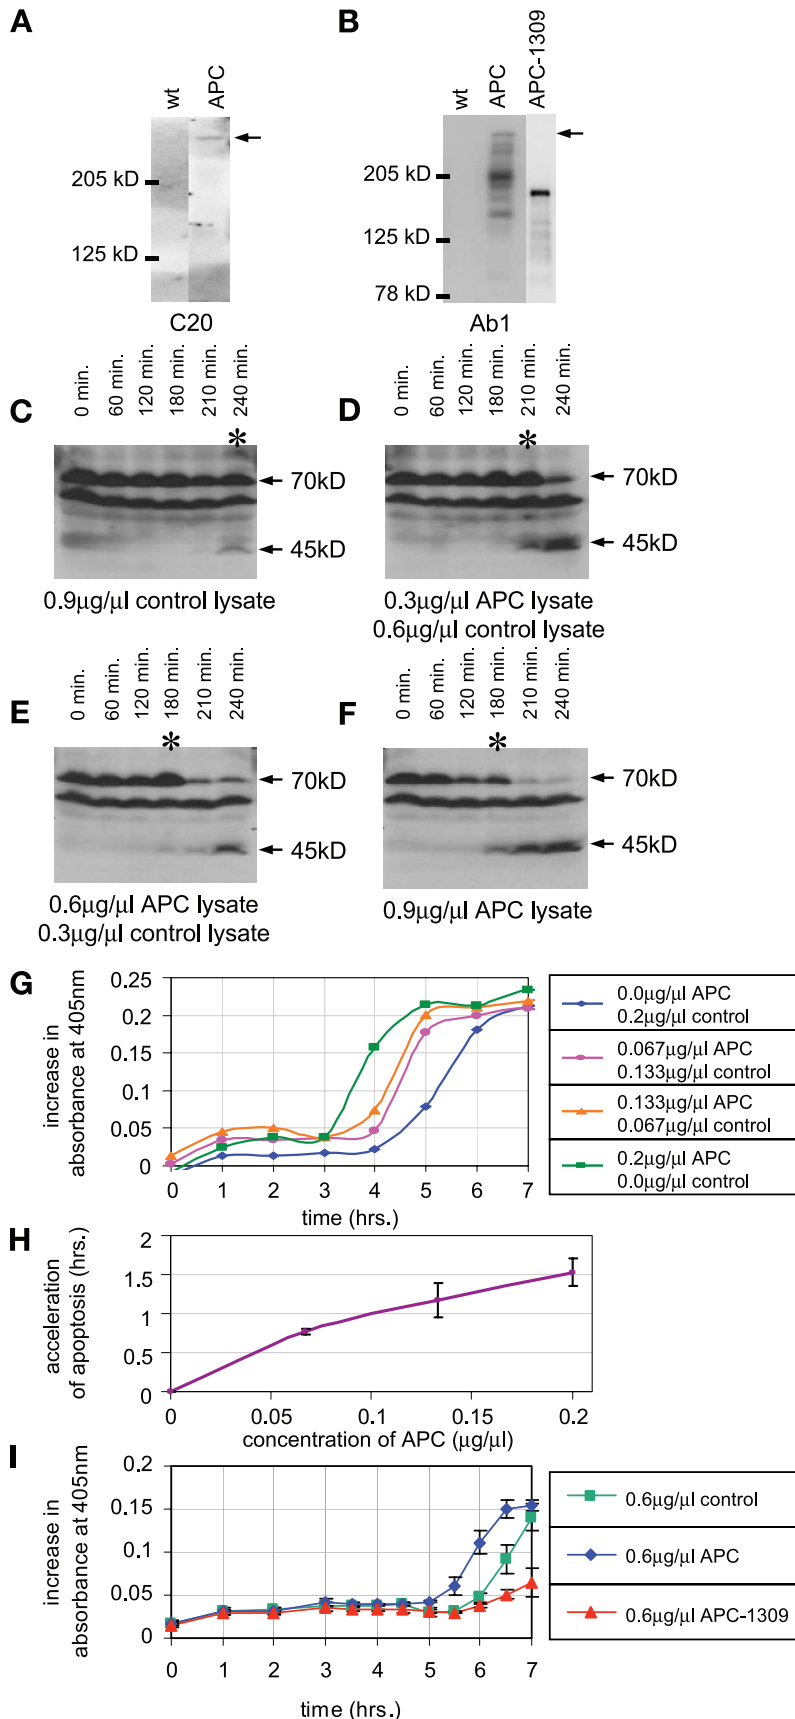 A
wt
APC
205 kD
125 kD
C20
B
wt
APC
APC-1309
205 kD
125 kD
78 kD
Ab1
C
0 min.
60 min.
120 min.
180 min.
210 min.
240 min.
*
70kD
45kD
0.9μg/μl control lysate
D
0 min.
60 min.
120 min.
180 min.
210 min.
240 min.
*
70kD
45kD
0.3μg/μl APC lysate
0.6μg/μl control lysate
E
0 min.
60 min.
120 min.
180 min.
210 min.
240 min.
*
70kD
45kD
0.6μg/μl APC lysate
0.3μg/μl control lysate
F
0 min.
60 min.
120 min.
180 min.
210 min.
240 min.
*
70kD
45kD
0.9μg/μl APC lysate
G
increase in
absorbance at 405nm
0.25
0.2
0.15
0.1
0.05
0
0 1 2 3 4 5 6 7
time (hrs.)
0.0μg/μl APC
0.2μg/μl control
0.067μg/μl APC
0.133μg/μl control
0.133μg/μl APC
0.067μg/μl control
0.2μg/μl APC
0.0μg/μl control
H
acceleration
of apoptosis (hrs.)
2
1.5
1
0.5
0
0 0.05 0.1 0.15 0.2
concentration of APC (μg/μl)
I
increase in
absorbance at 405nm
0.2
0.15
0.1
0.05
0
0 1 2 3 4 5 6 7
time (hrs.)
0.6μg/μl control
0.6μg/μl APC
0.6μg/μl APC-1309